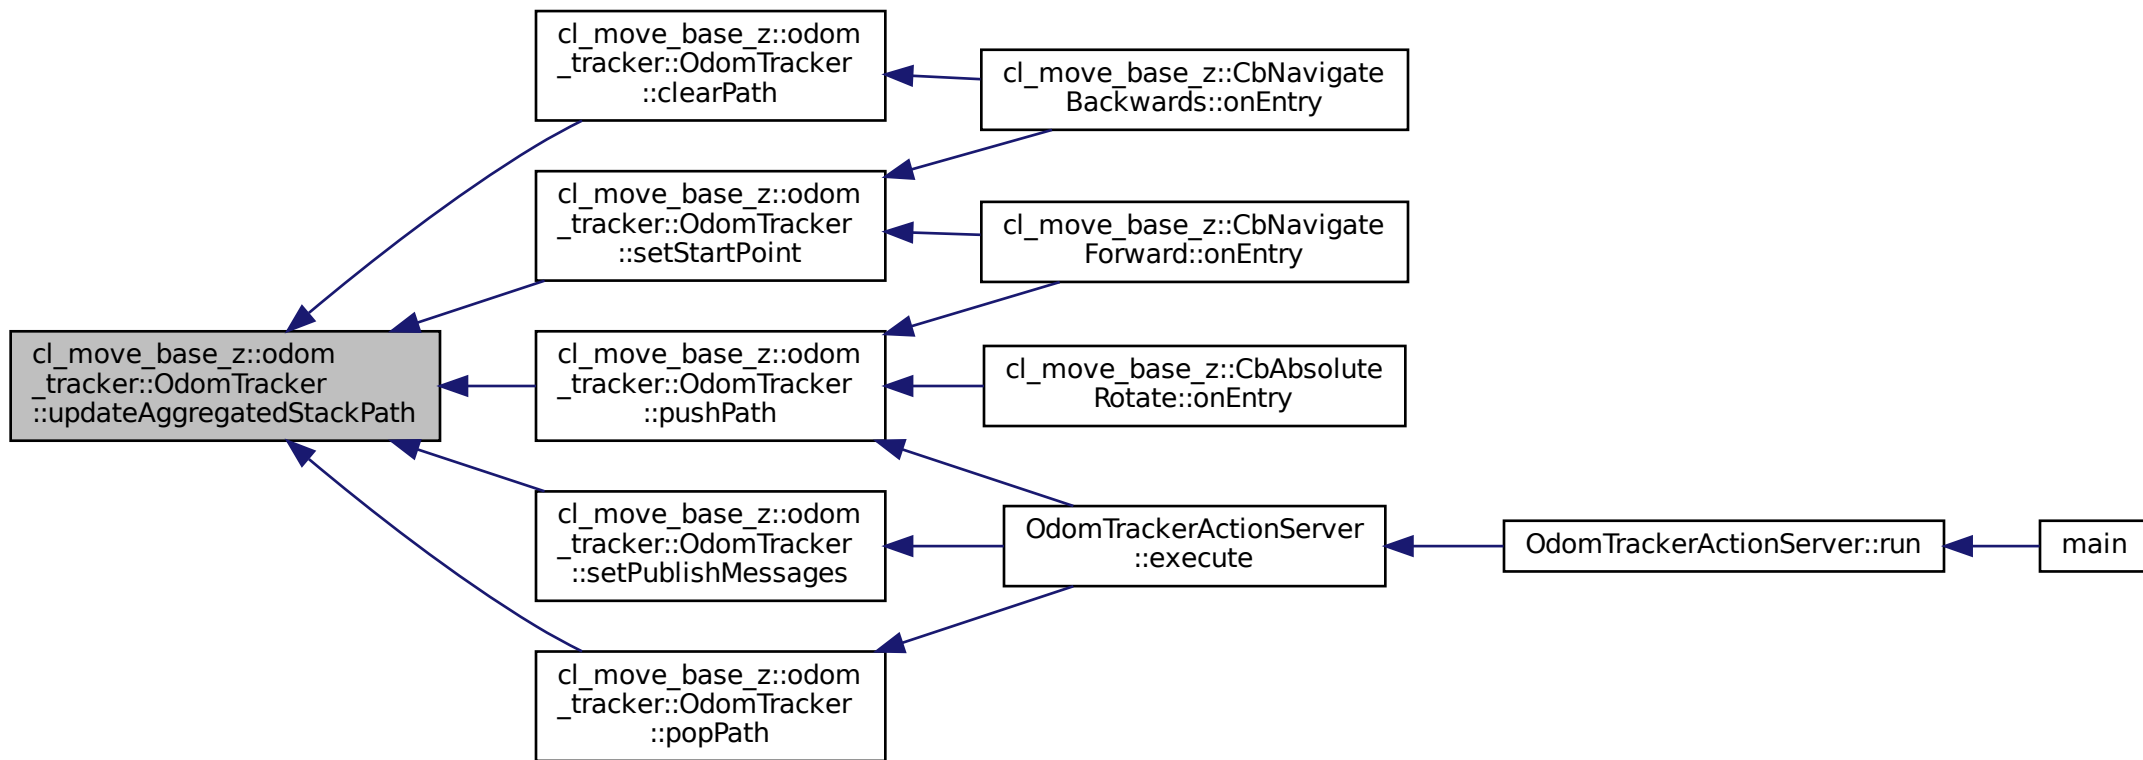 cl_move_base_z::odom
_tracker::OdomTracker
::updateAggregatedStackPath
cl_move_base_z::odom
_tracker::OdomTracker
::clearPath
cl_move_base_z::odom
_tracker::OdomTracker
::setStartPoint
cl_move_base_z::odom
_tracker::OdomTracker
::pushPath
cl_move_base_z::odom
_tracker::OdomTracker
::setPublishMessages
cl_move_base_z::odom
_tracker::OdomTracker
::popPath
cl_move_base_z::CbNavigate
Backwards::onEntry
cl_move_base_z::CbNavigate
Forward::onEntry
cl_move_base_z::CbAbsolute
Rotate::onEntry
OdomTrackerActionServer
::execute
OdomTrackerActionServer::run
main